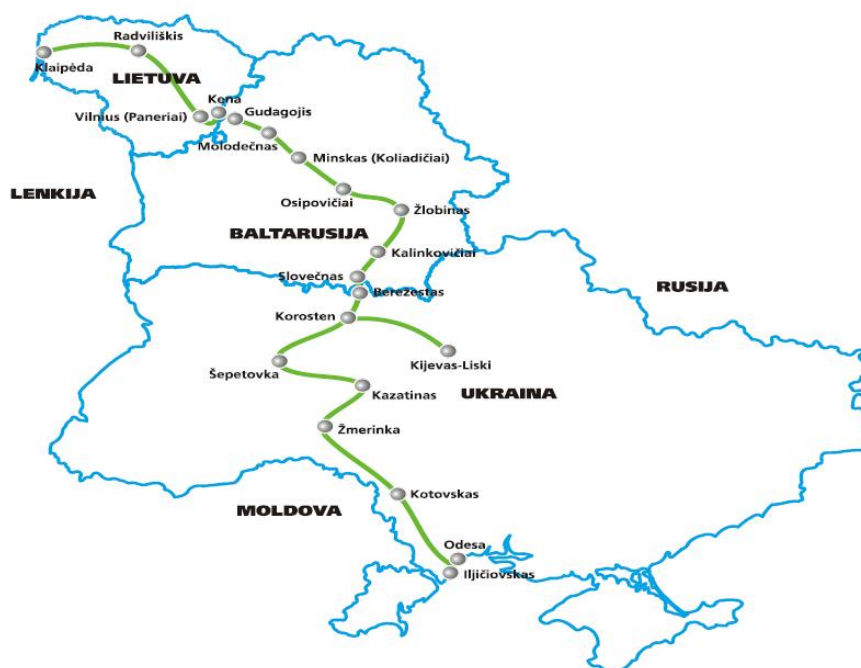 Radviliškis
Klaipėda
LIETUVA
Kena
Vilnius (Paneriai)
Gudagojis
Molodečnas
Minskas (Koliadičiai)
LENKIJA
Osipovičiai
Žlobinas
BALTARUSIJA
Kalinkovičiai
Slovečnas
RUSIJA
Berežestas
Korosten
Kijevas-Liski
Šepetovka
Kazatinas
UKRAINA
Žmerinka
Kotovskas
MOLDOVA
Odesa
Iljičiovskas